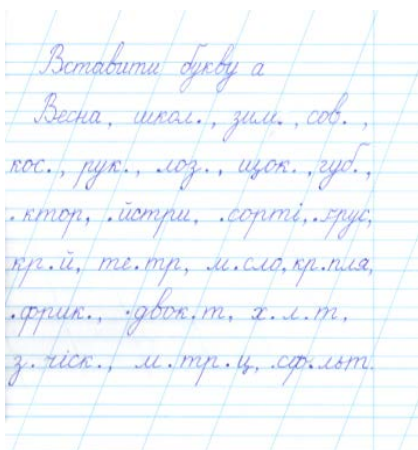 Вставити букву а
Весна, школ., зим., сов.,
кос., рук., лоз., щок., губ.,
.ктор, .йстри, .сорті, .грус,
кр.й, те.тр, м.сло, кр.пля,
.фрик., .двок.т, х.л.т,
з.чіск., м.тр.ц, .сф.льт.